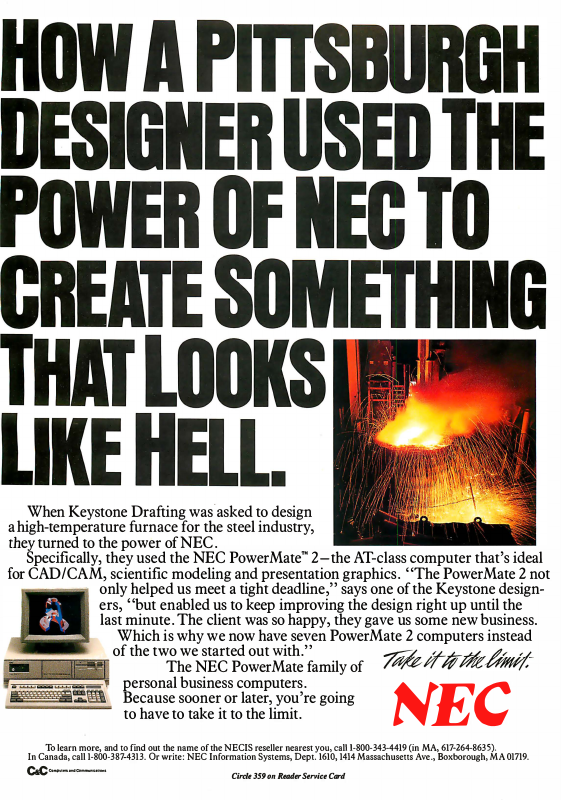 HOW A PITTSBURGH
DESIGNER USED THE
POWER OF NEC TO
CREATE SOMETHING
THAT LOOKS
LIKE HELL.
When Keystone Drafting was asked to design
a high-temperature furnace for the steel industry,
they turned to the power of NEC.
Specifically, they used the NEC PowerMate™ 2—the AT-class computer that's ideal
for CAD/CAM, scientific modeling and presentation graphics. "The PowerMate 2 not
only helped us meet a tight deadline," says one of the Keystone design-
ers, "but enabled us to keep improving the design right up until the
last minute. The client was so happy, they gave us some new business.
Which is why we now have seven PowerMate 2 computers instead
of the two we started out with."
The NEC PowerMate family of
personal business computers.
Because sooner or later, you're going
to have to take it to the limit.
Take it to the limit.
NEC
To learn more, and to find out the name of the NECIS reseller nearest you, call 1-800-343-4419 (in MA, 617-264-8635).
In Canada, call 1-800-387-4313. Or write: NEC Information Systems, Dept. 1610, 1414 Massachusetts Ave., Boxborough, MA 01719.
C&C Computers and Communications
Circle 359 on Reader Service Card